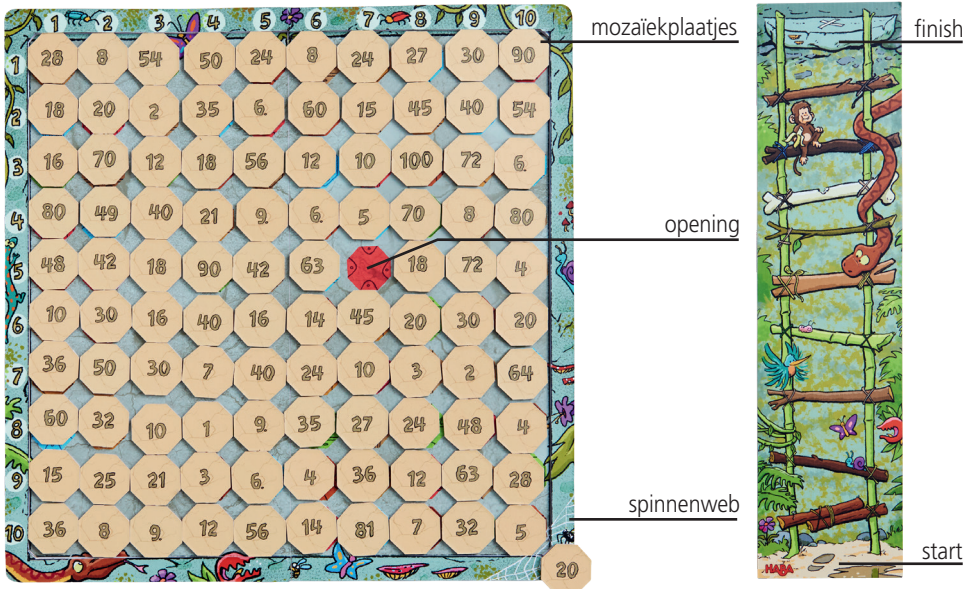 1 2 3 4 5 6 7 8 9 10
1 28 8 54 50 24 8 24 27 30 90
2 18 20 2 35 6. 60 15 45 40 54
3 16 70 12 18 56 12 10 100 72 6.
4 80 49 40 21 9. 6. 5 70 8 80
5 48 42 18 90 42 63 18 72 4
6 10 30 16 40 16 14 45 20 30 20
7 36 50 30 7 40 24 10 3 2 64
8 60 32 10 1 9. 35 27 24 48 4
9 15 25 21 3 6. 4 36 12 63 28
10 36 8 9. 12 56 14 81 7 32 5
20
mozaïekplaatjes
opening
spinnenweb
finish
start
HABA